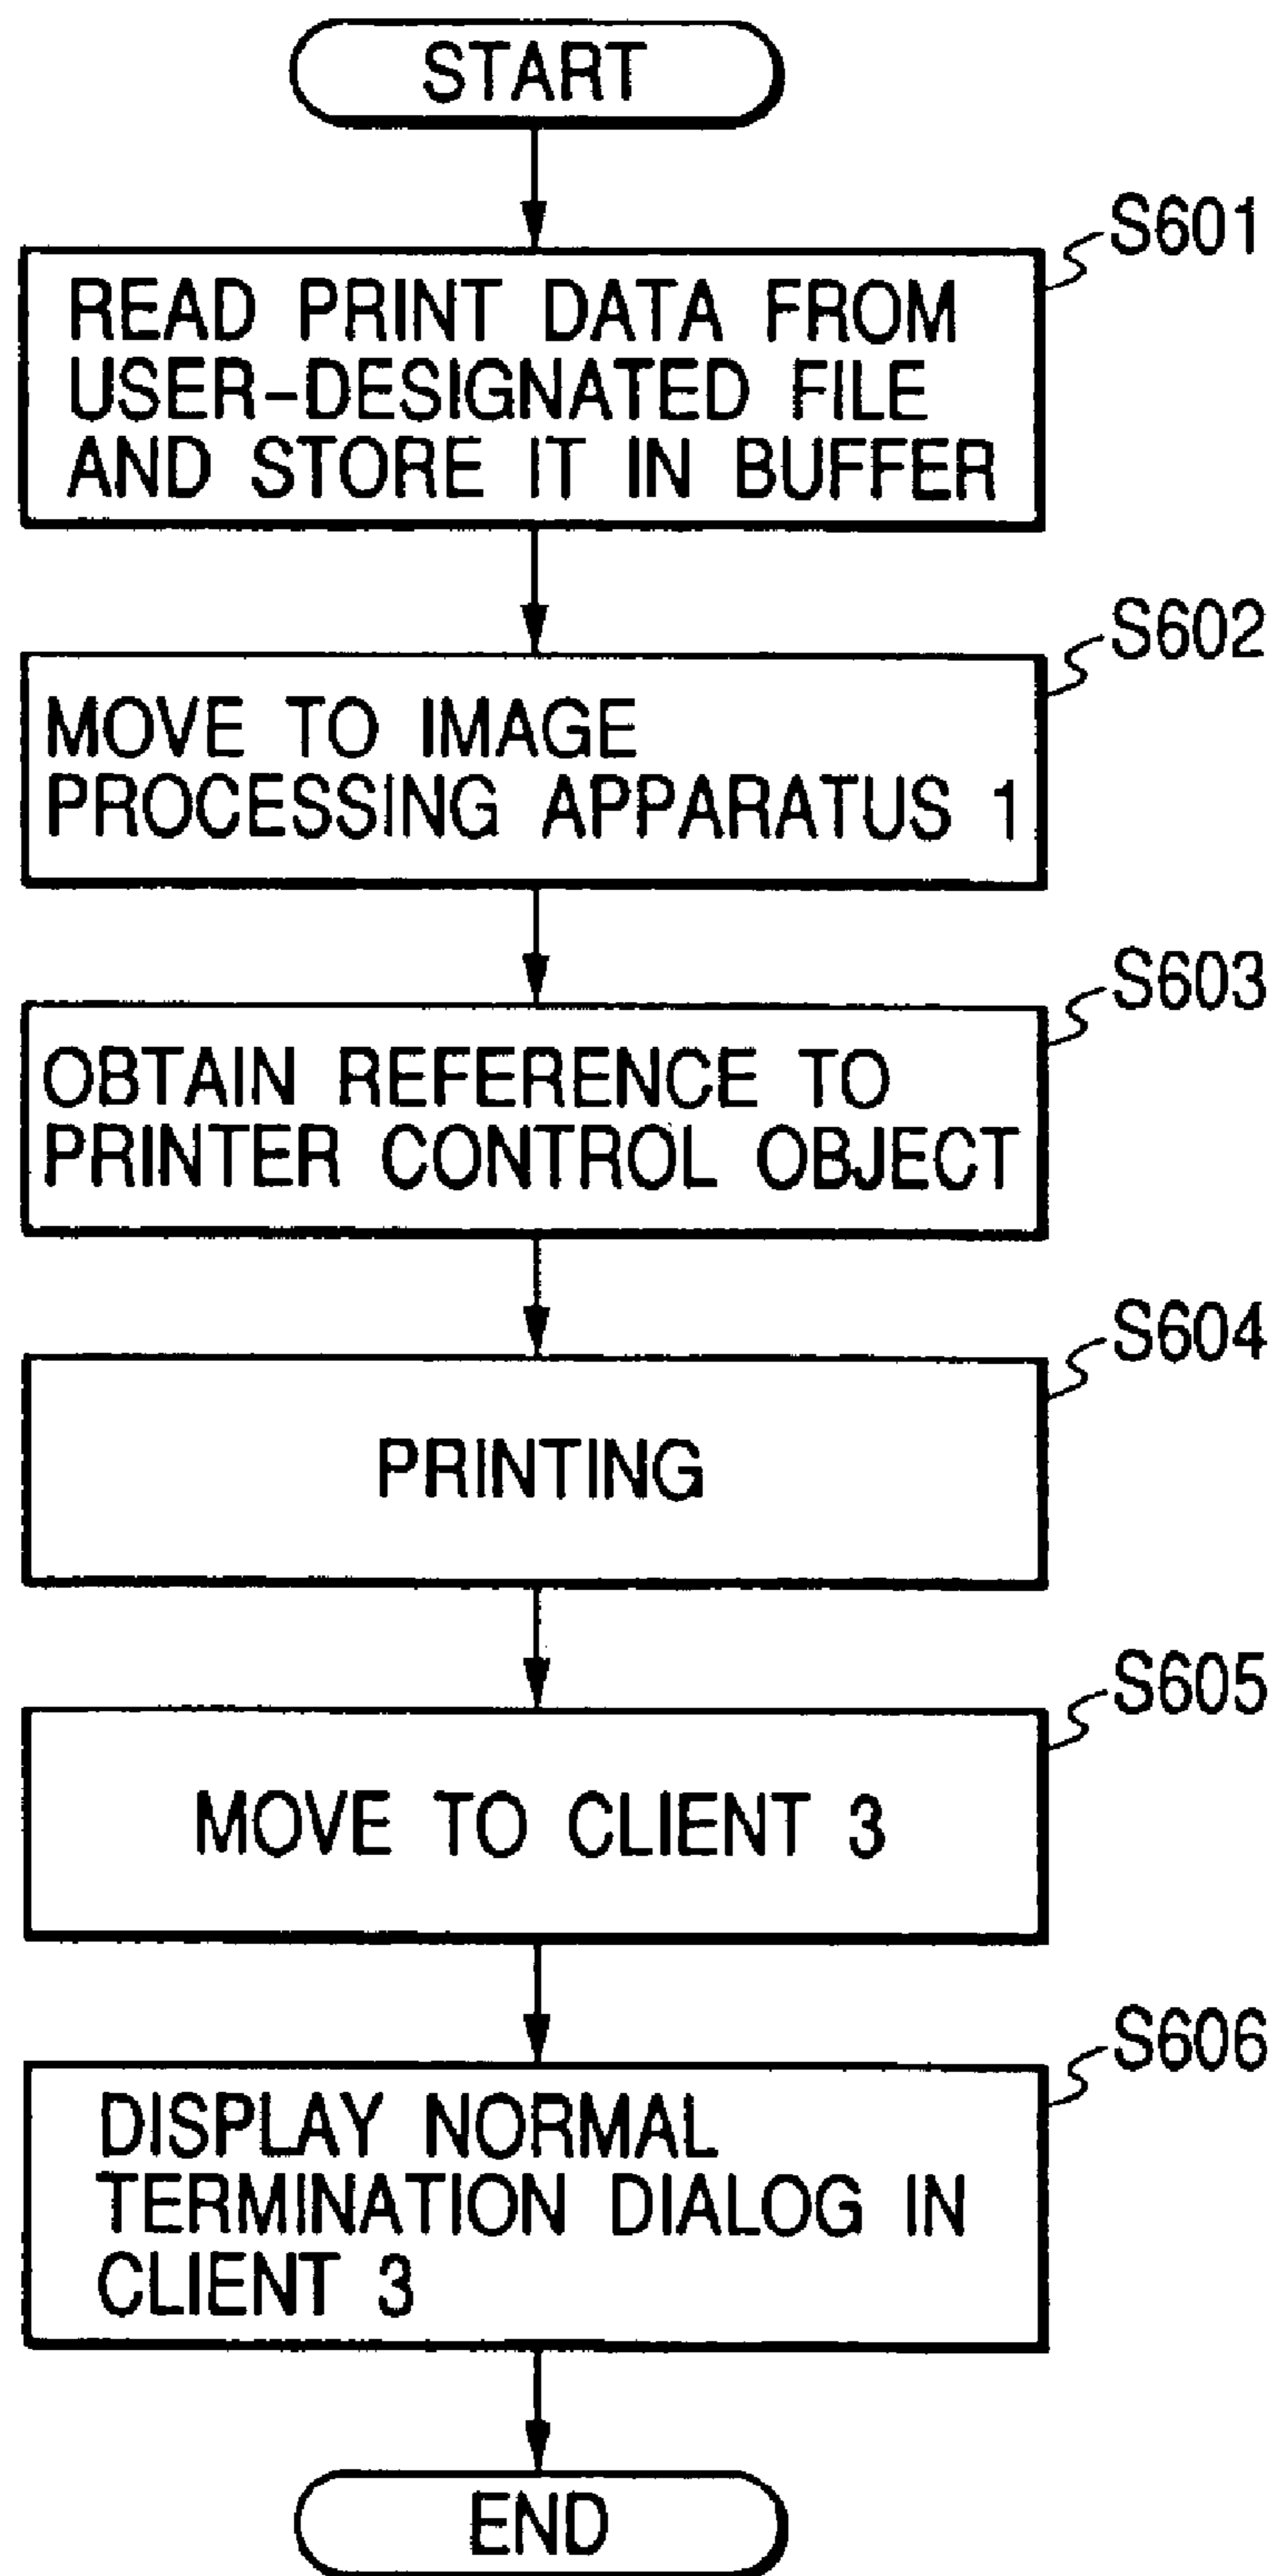 START
S601
READ PRINT DATA FROM
USER-DESIGNATED FILE
AND STORE IT IN BUFFER
S602
MOVE TO IMAGE
PROCESSING APPARATUS 1
S603
OBTAIN REFERENCE TO
PRINTER CONTROL OBJECT
S604
PRINTING
S605
MOVE TO CLIENT 3
S606
DISPLAY NORMAL
TERMINATION DIALOG IN
CLIENT 3
END